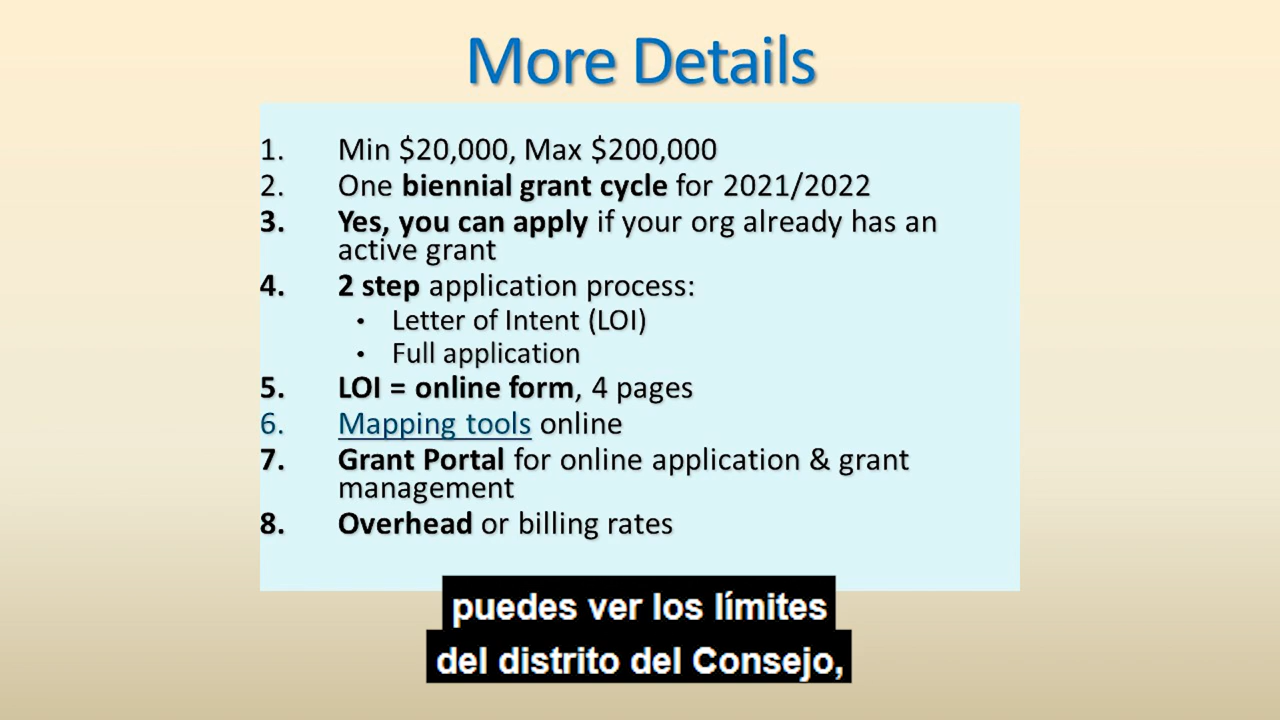 More Details
1. Min $20,000, Max $200,000
2. One biennial grant cycle for 2021/2022
3. Yes, you can apply if your org already has an
active grant
4. 2 step application process:
• Letter of Intent (LOI)
• Full application
5. LOI = online form, 4 pages
6. Mapping tools online
7. Grant Portal for online application & grant
management
8. Overhead or billing rates
puedes ver los límites
del distrito del Consejo,